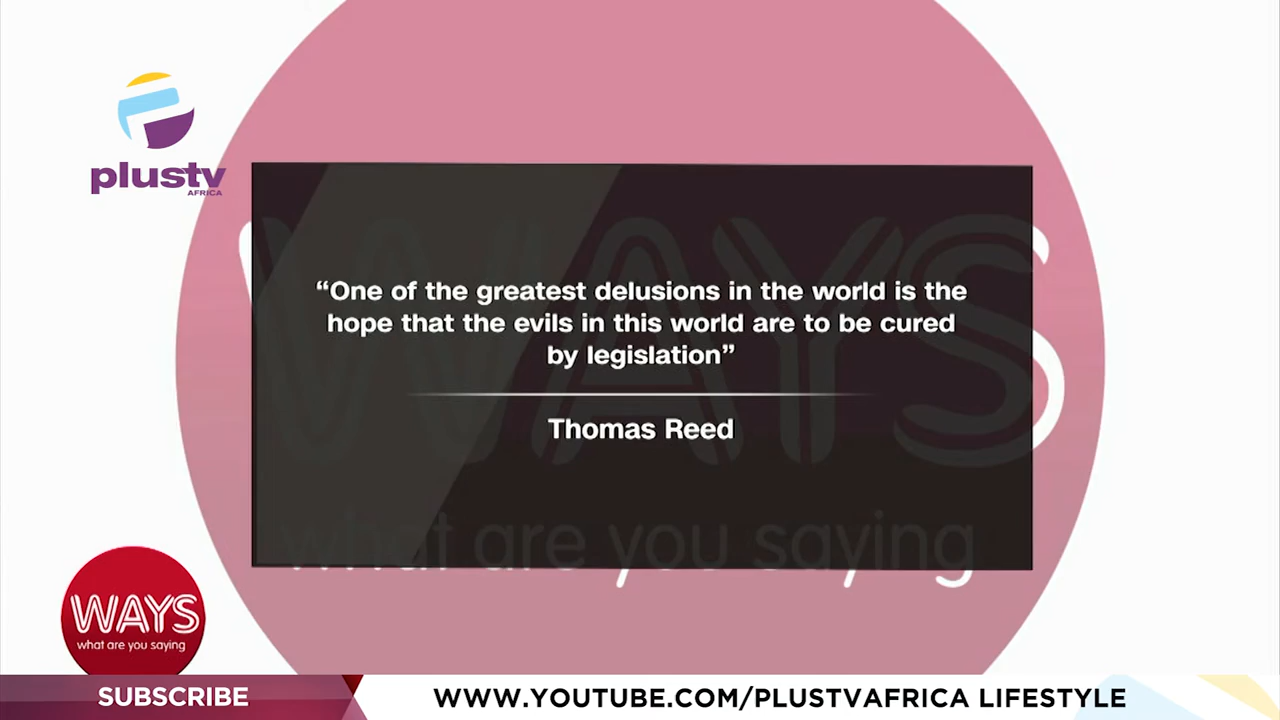 plustv
AFRICA
“One of the greatest delusions in the world is the
hope that the evils in this world are to be cured
by legislation”
Thomas Reed
WAYS
what are you saying
WAYS
what are you saying
SUBSCRIBE
WWW.YOUTUBE.COM/PLUSTVAFRICA LIFESTYLE